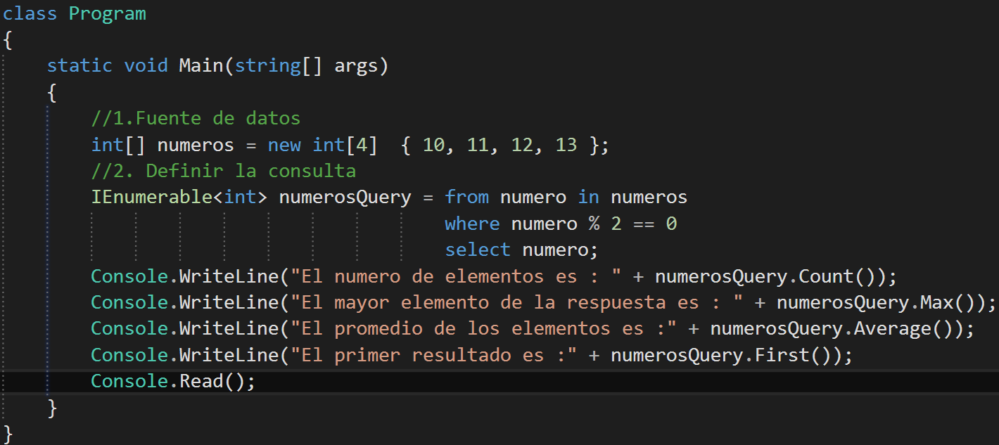 class Program
{
    static void Main(string[] args)
    {
        //1.Fuente de datos
        int[] numeros = new int[4]  { 10, 11, 12, 13 };
        //2. Definir la consulta
        IEnumerable<int> numerosQuery = from numero in numeros
                                        where numero % 2 == 0
                                        select numero;
        Console.WriteLine("El numero de elementos es : " + numerosQuery.Count());
        Console.WriteLine("El mayor elemento de la respuesta es : " + numerosQuery.Max());
        Console.WriteLine("El promedio de los elementos es :" + numerosQuery.Average());
        Console.WriteLine("El primer resultado es :" + numerosQuery.First());
        Console.Read();
    }
}